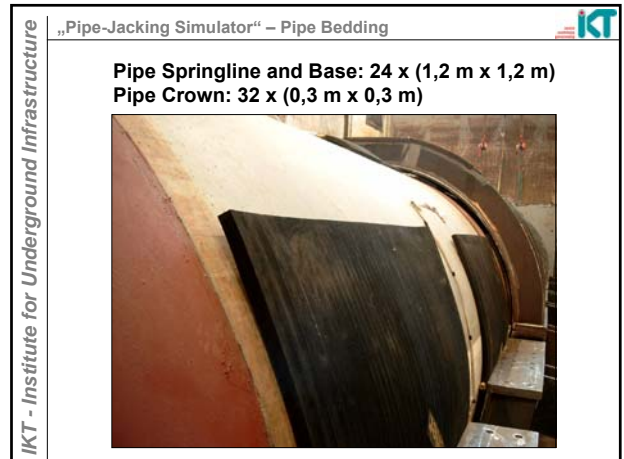 „Pipe-Jacking Simulator“ – Pipe Bedding
IKT
Pipe Springline and Base: 24 x (1,2 m x 1,2 m)
Pipe Crown: 32 x (0,3 m x 0,3 m)
IKT - Institute for Underground Infrastructure